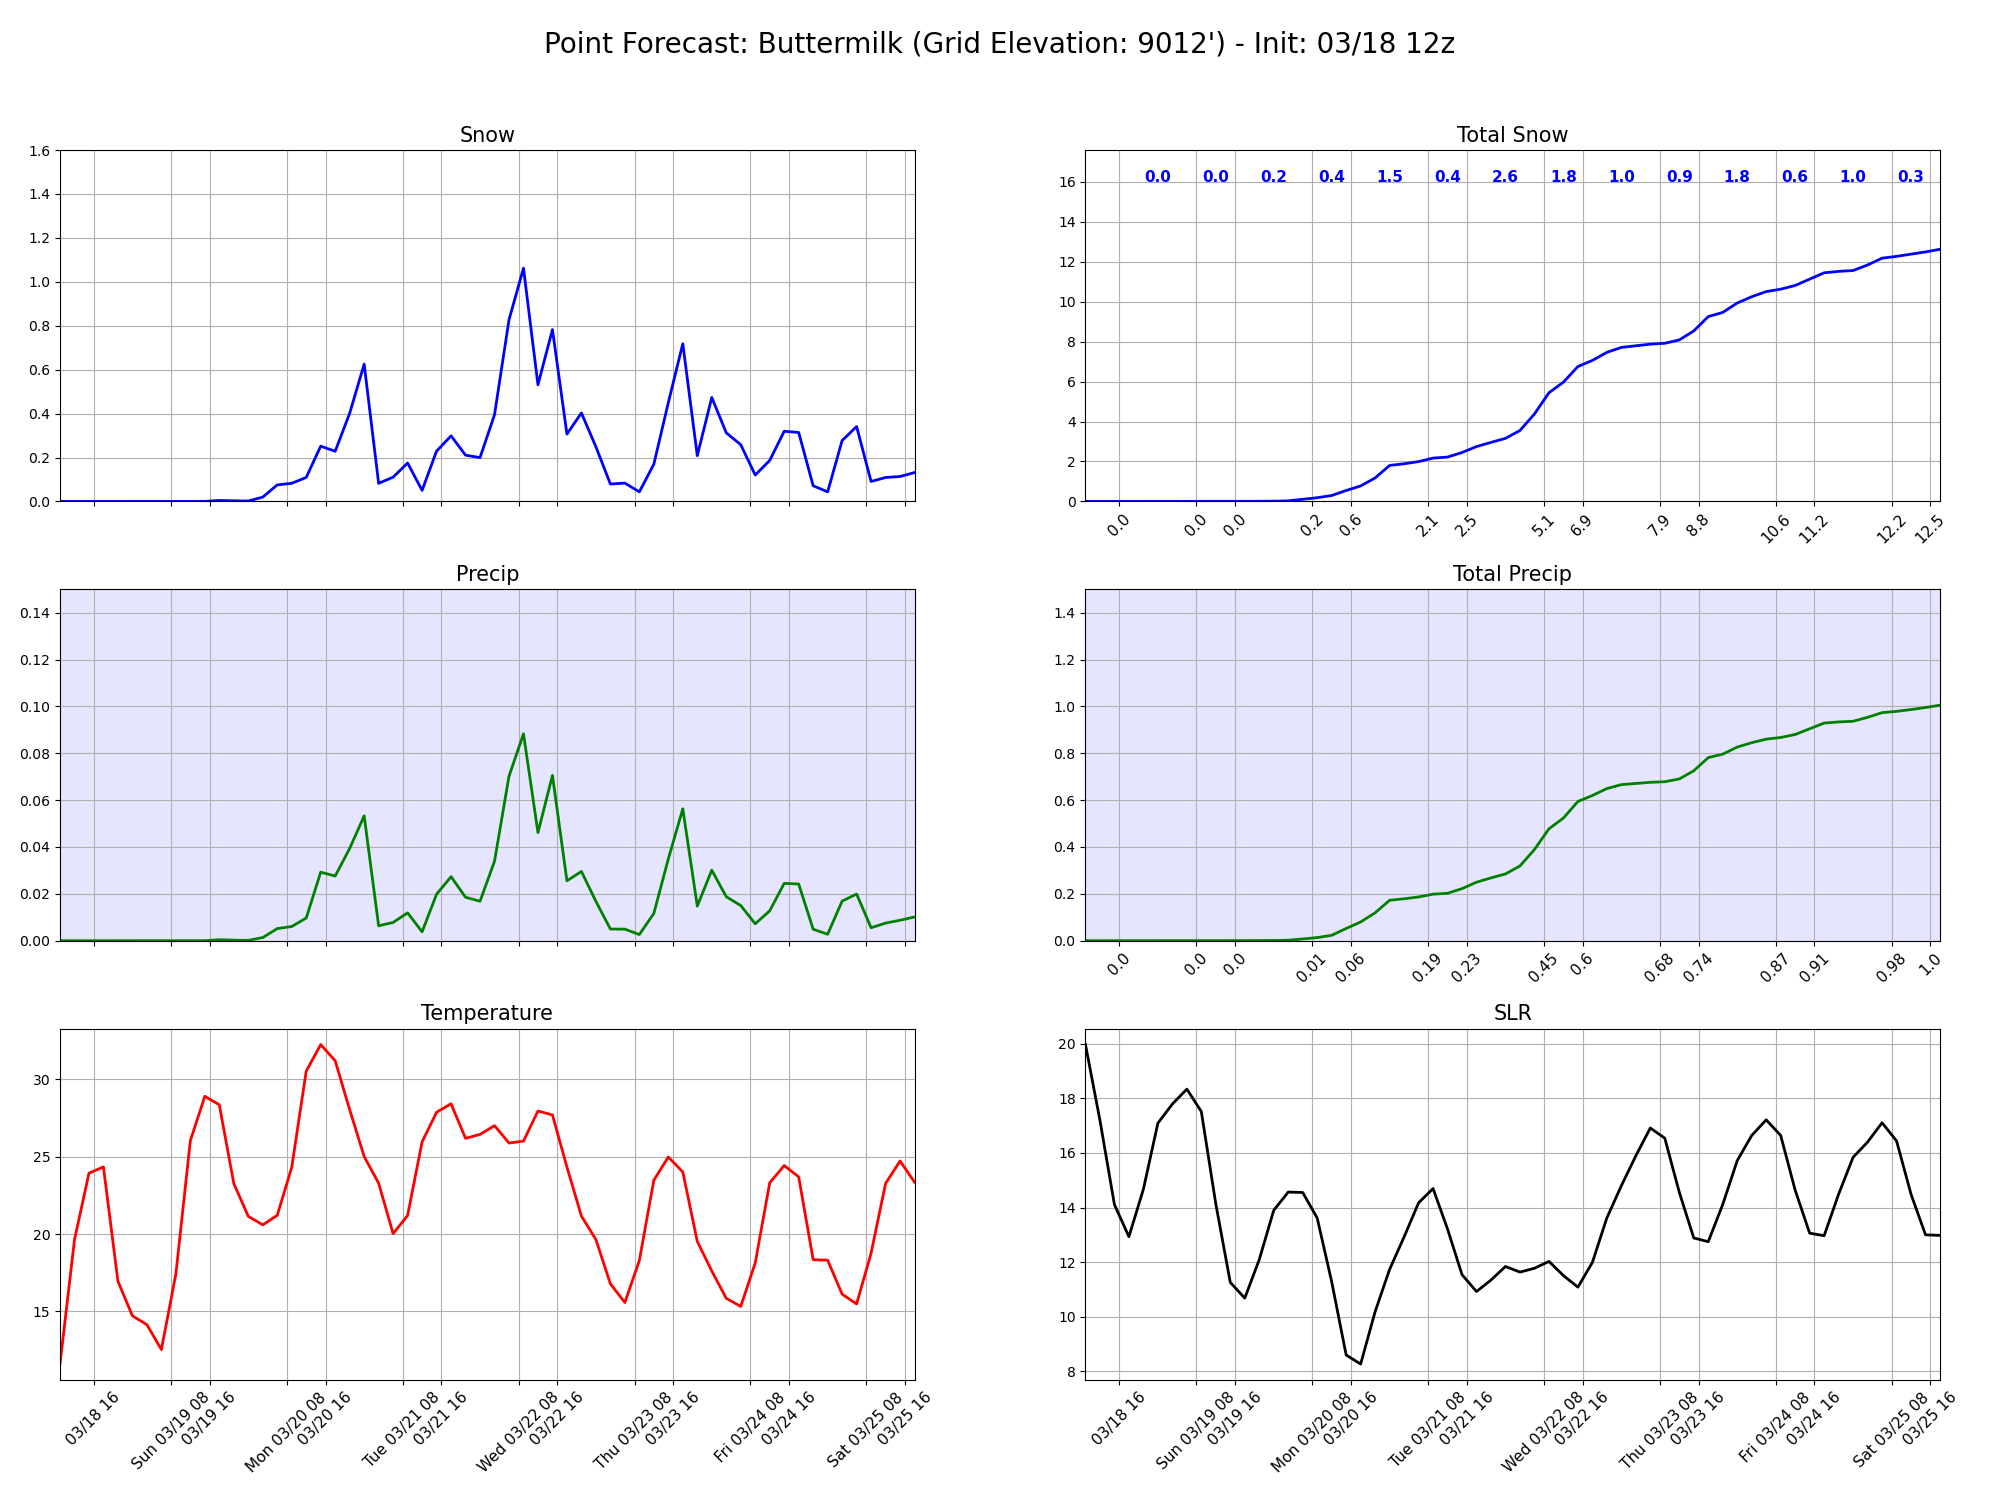 Point Forecast: Buttermilk (Grid Elevation: 9012') - Init: 03/18 12z
Snow
1.6
1.4
1.2
1.0
0.8
0.6
0.4
0.2
0.0
Total Snow
0.0 0.0 0.2 0.4 1.5 0.4 2.6 1.8 1.0 0.9 1.8 0.6 1.0 0.3
16
14
12
10
8
6
4
2
0
0.0 0.0 0.0 0.2 0.6 2.1 2.5 5.1 6.9 7.9 8.8 10.6 11.2 12.2 12.5
Precip
0.14
0.12
0.10
0.08
0.06
0.04
0.02
0.00
Total Precip
1.4
1.2
1.0
0.8
0.6
0.4
0.2
0.0
0.0 0.0 0.0 0.01 0.06 0.19 0.23 0.45 0.6 0.68 0.74 0.87 0.91 0.98 1.0
Temperature
30
25
20
15
03/18 16
Sun 03/19 08
03/19 16
Mon 03/20 08
03/20 16
Tue 03/21 08
03/21 16
Wed 03/22 08
03/22 16
Thu 03/23 08
03/23 16
Fri 03/24 08
03/24 16
Sat 03/25 08
03/25 16
SLR
20
18
16
14
12
10
8
03/18 16
Sun 03/19 08
03/19 16
Mon 03/20 08
03/20 16
Tue 03/21 08
03/21 16
Wed 03/22 08
03/22 16
Thu 03/23 08
03/23 16
Fri 03/24 08
03/24 16
Sat 03/25 08
03/25 16